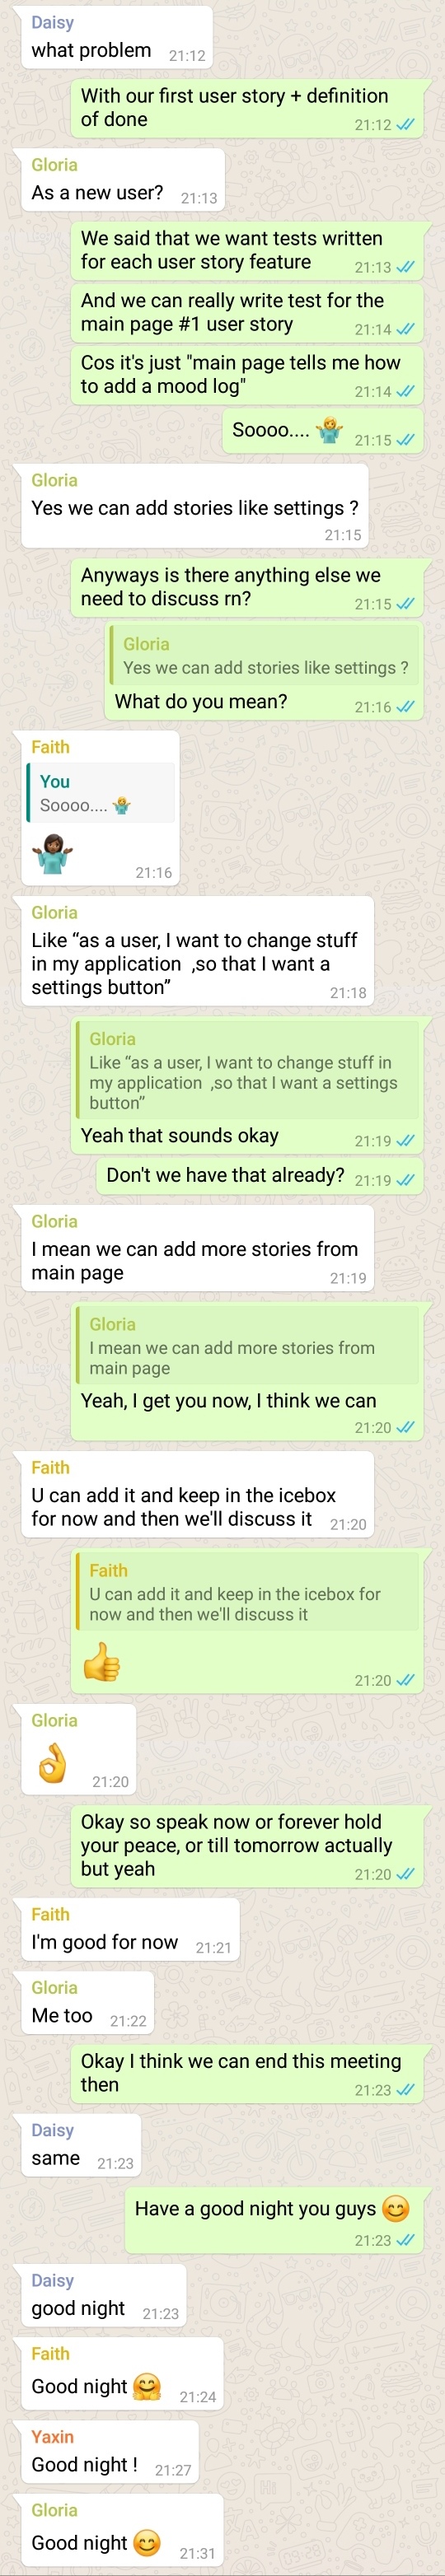 Daisy
what problem 21:12
With our first user story + definition
of done 21:12
Gloria
As a new user? 21:13
We said that we want tests written
for each user story feature 21:13
And we can really write test for the
main page #1 user story 21:14
Cos it's just "main page tells me how
to add a mood log" 21:14
Soooo.... 🤷‍♀️ 21:15
Gloria
Yes we can add stories like settings ?
21:15
Anyways is there anything else we
need to discuss rn? 21:15
Gloria
Yes we can add stories like settings ?
What do you mean? 21:16
Faith
You
Soooo.... 🤷‍♀️
🤷🏾‍♀️ 21:16
Gloria
Like “as a user, I want to change stuff
in my application  ,so that I want a
settings button” 21:18
Gloria
Like “as a user, I want to change stuff in
my application  ,so that I want a settings
button”
Yeah that sounds okay 21:19
Don't we have that already? 21:19
Gloria
I mean we can add more stories from
main page 21:19
Gloria
I mean we can add more stories from
main page
Yeah, I get you now, I think we can
21:20
Faith
U can add it and keep in the icebox
for now and then we'll discuss it 21:20
Faith
U can add it and keep in the icebox for
now and then we'll discuss it
👍 21:20
Gloria
👌 21:20
Okay so speak now or forever hold
your peace, or till tomorrow actually
but yeah 21:20
Faith
I'm good for now 21:21
Gloria
Me too 21:22
Okay I think we can end this meeting
then 21:23
Daisy
same 21:23
Have a good night you guys 😊
21:23
Daisy
good night 21:23
Faith
Good night 🤗 21:24
Yaxin
Good night ! 21:27
Gloria
Good night 😊 21:31